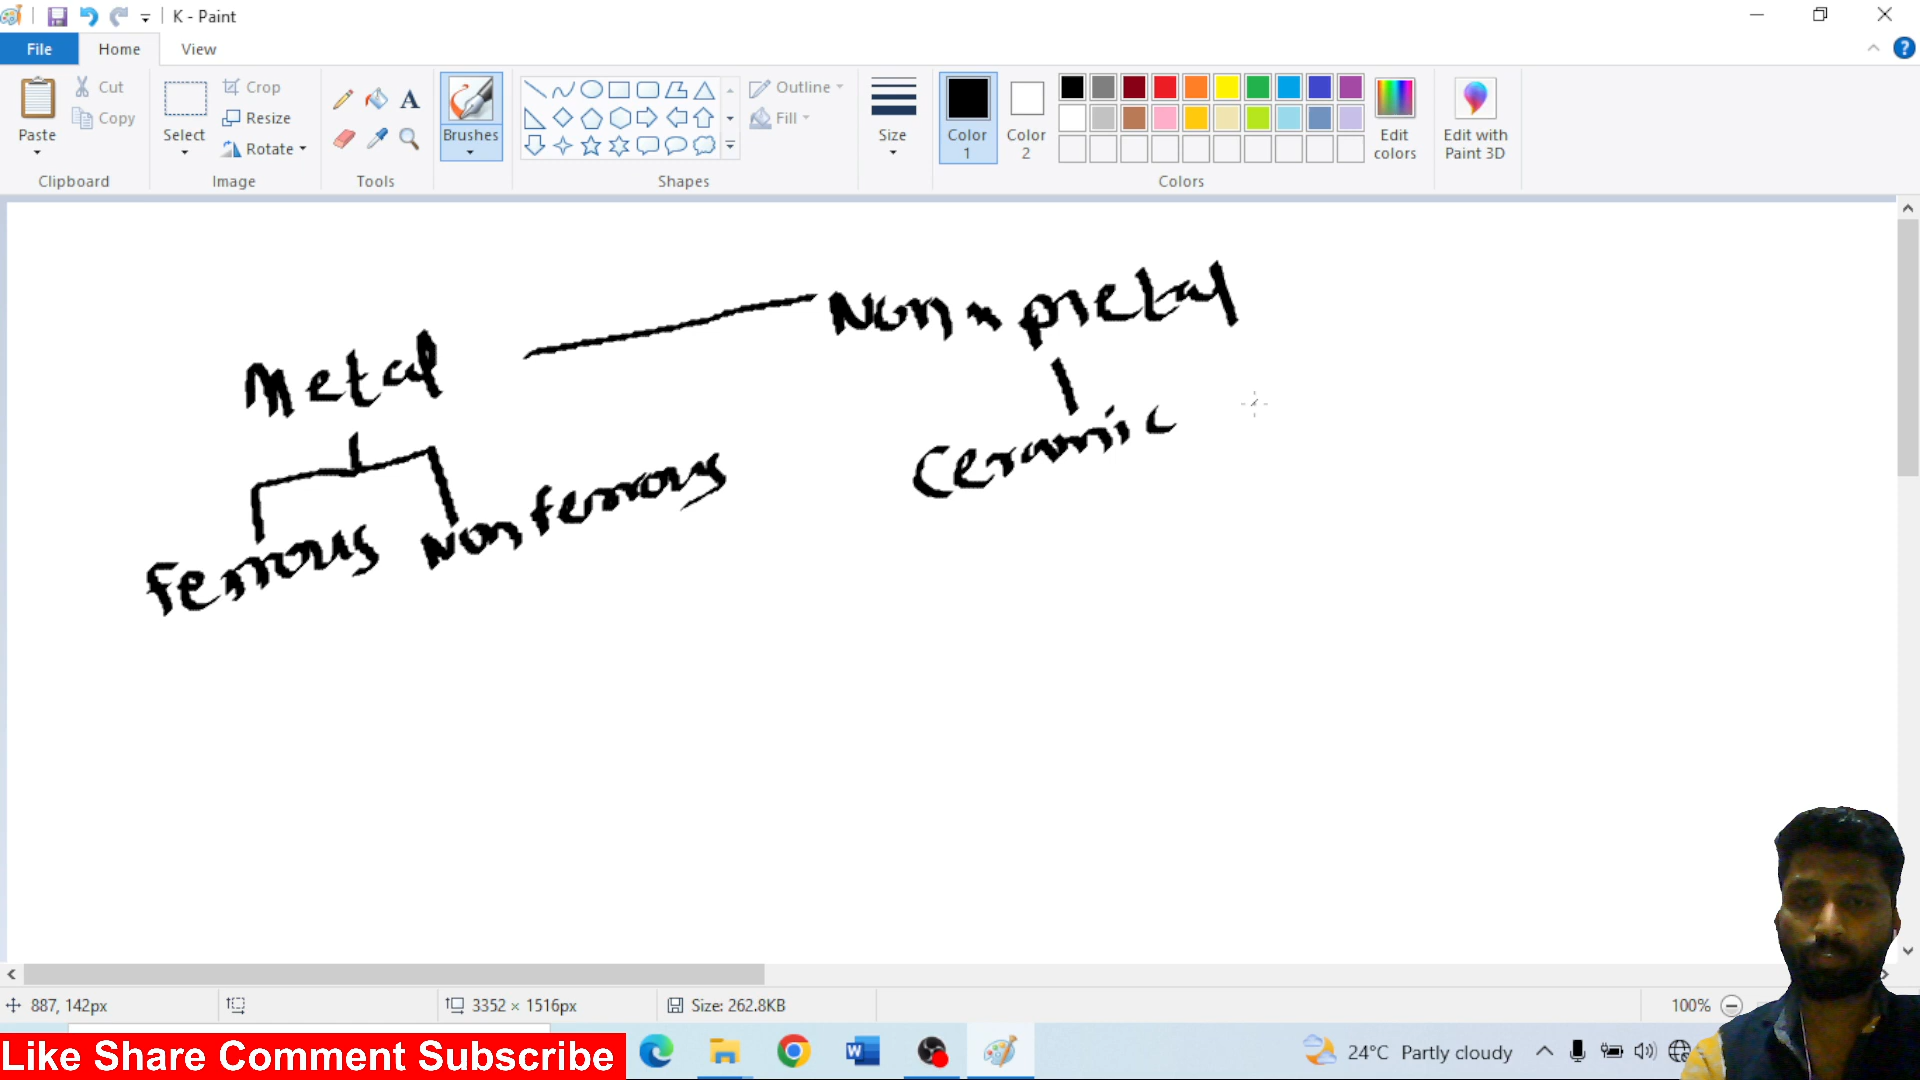 K - Paint
File Home View
Paste
Cut
Copy
Clipboard
Select
Crop
Resize
Rotate
Image
Tools
Brushes
Shapes
Outline
Fill
Size
Color 1
Color 2
Edit colors
Colors
Edit with Paint 3D
Metal
Non - Metal
Ferrous
Non ferrous
Ceramic
887, 142px
3352 × 1516px
Size: 262.8KB
100%
Like Share Comment Subscribe
24°C Partly cloudy